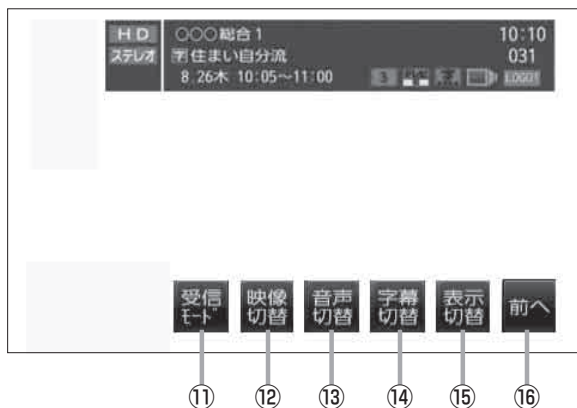 HD ○○○総合1 10:10
ステレオ 字住まい自分流 031
8 26木 10:05～11:00 S 字 LOGO1
受信モード 映像切替 音声切替 字幕切替 表示切替 前へ
⑪ ⑫ ⑬ ⑭ ⑮ ⑯